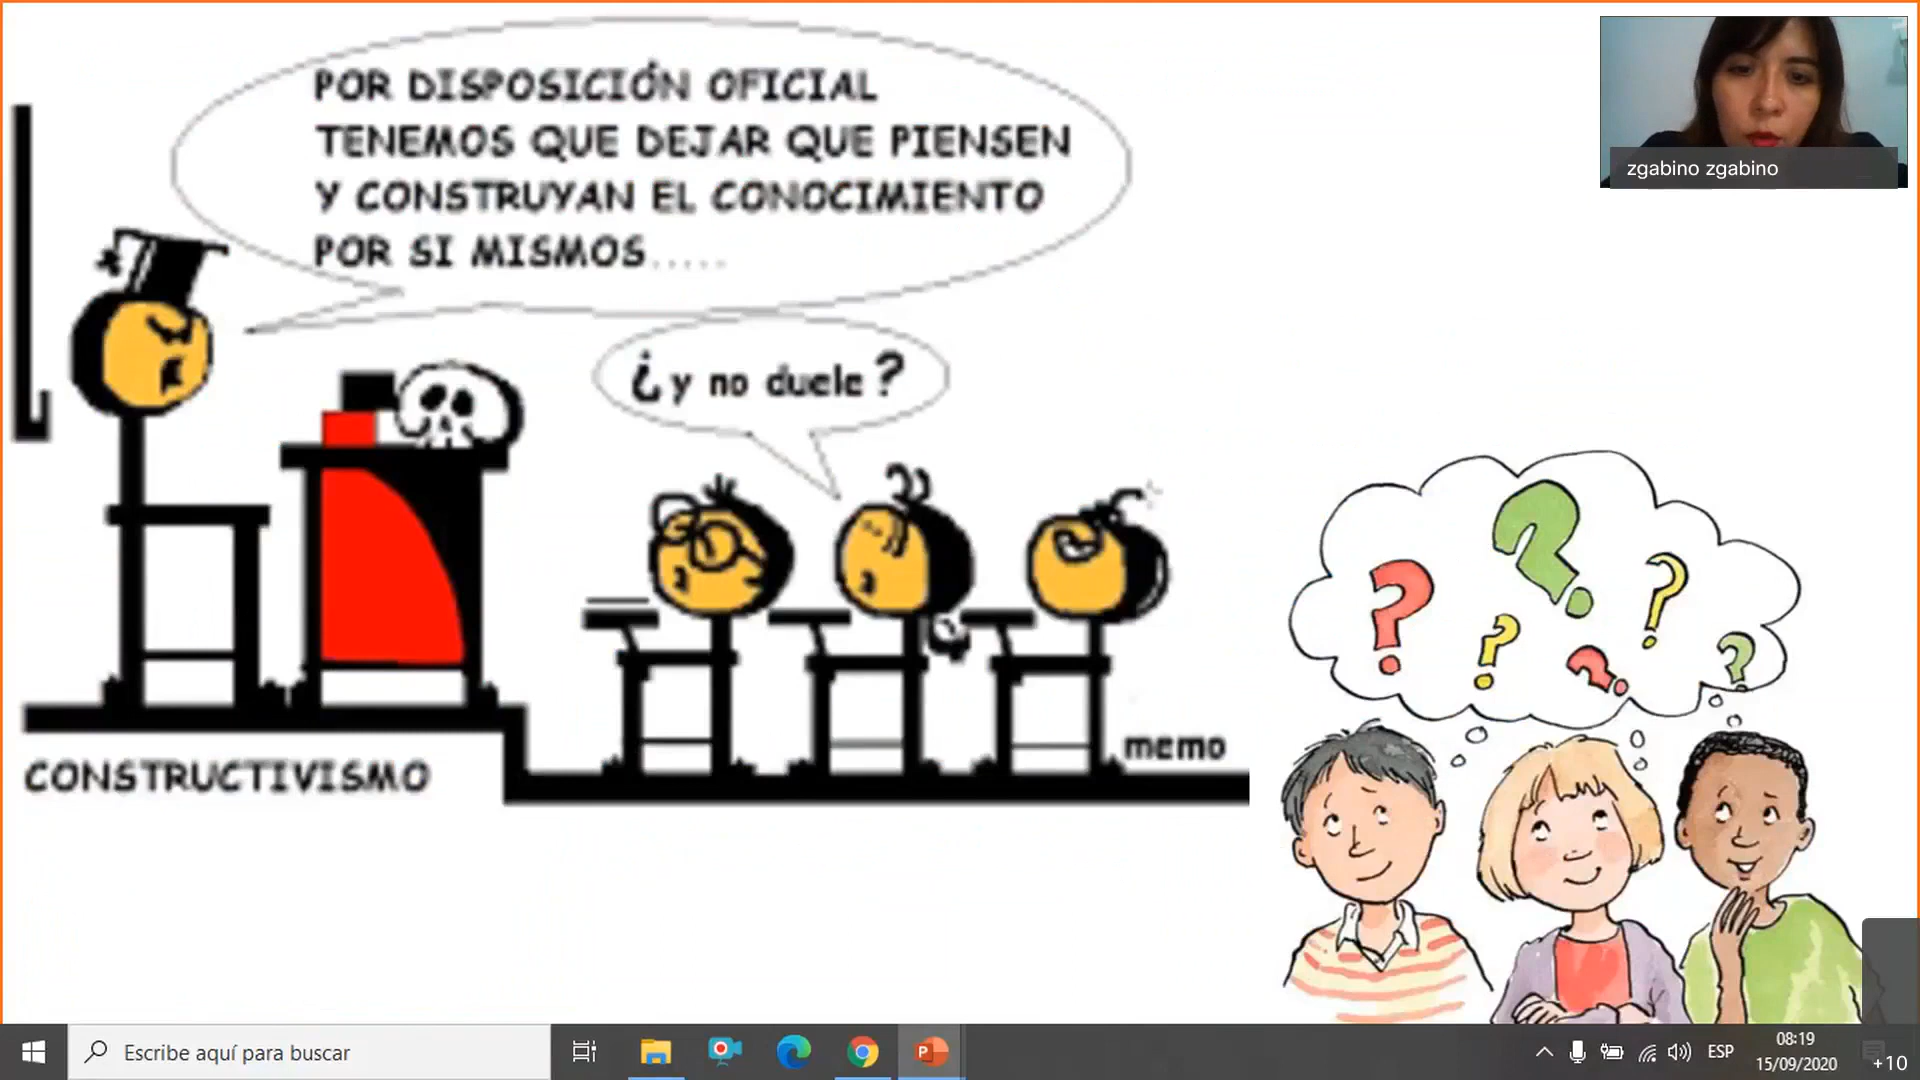 POR DISPOSICIÓN OFICIAL
TENEMOS QUE DEJAR QUE PIENSEN
Y CONSTRUYAN EL CONOCIMIENTO
POR SI MISMOS.....
¿y no duele?
CONSTRUCTIVISMO
memo
? ? ? ? ? ?
zgabino zgabino
Escribe aquí para buscar
ESP
08:19
15/09/2020
+10